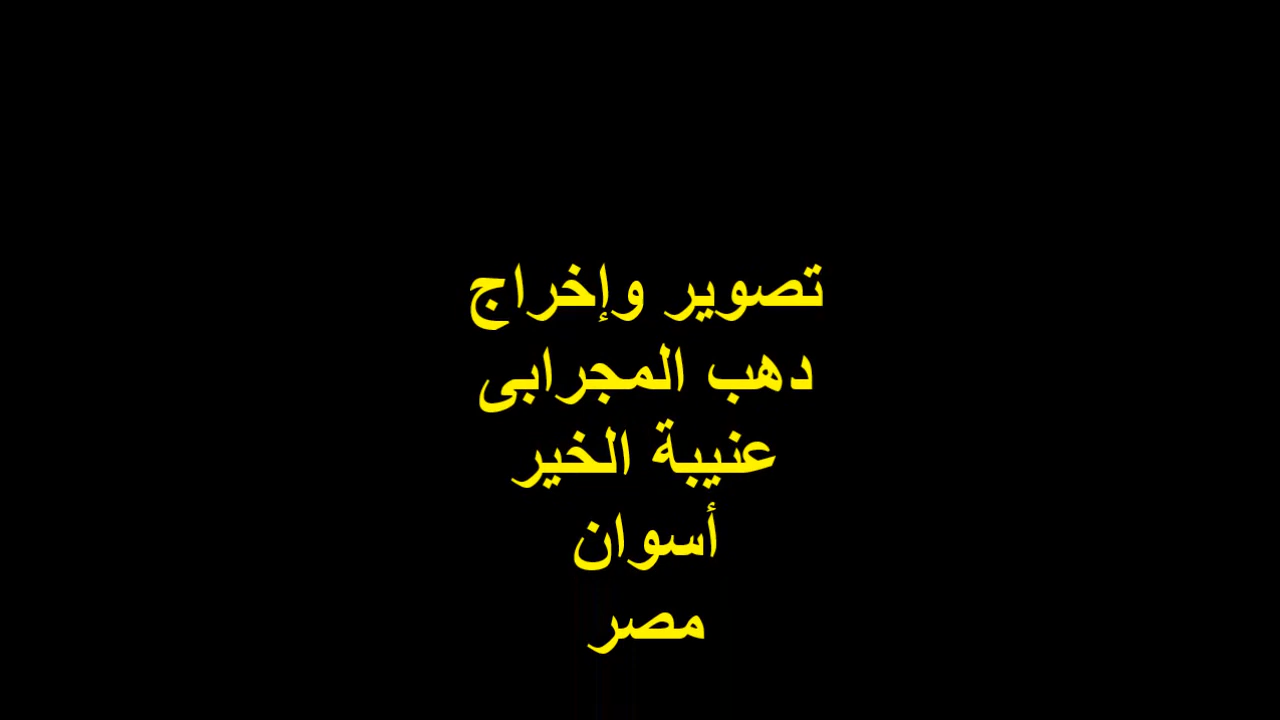 تصوير وإخراج
دهب المجرابى
عنيبة الخير
أسوان
مصر